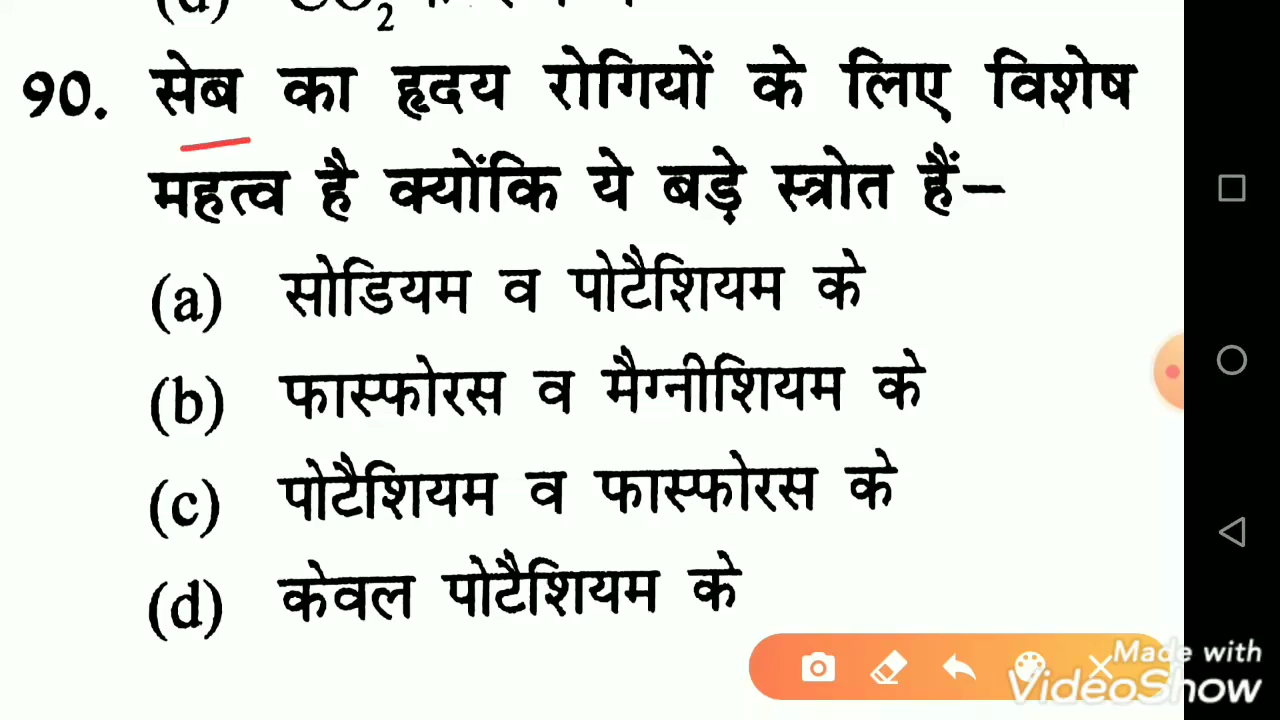 90. सेब का हृदय रोगियों के लिए विशेष
महत्व है क्योंकि ये बड़े स्त्रोत हैं–
(a) सोडियम व पोटैशियम के
(b) फास्फोरस व मैग्नीशियम के
(c) पोटैशियम व फास्फोरस के
(d) केवल पोटैशियम के
Made with
VideoShow